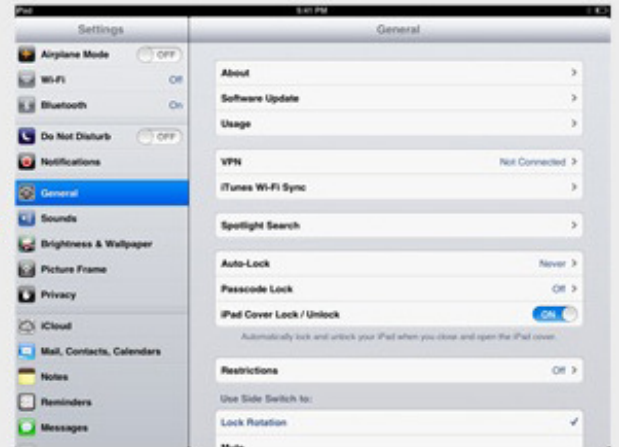 iPad
5:41 PM
Settings
General
Airplane Mode
OFF
Wi-Fi
Off
Bluetooth
On
Do Not Disturb
OFF
Notifications
General
Sounds
Brightness & Wallpaper
Picture Frame
Privacy
iCloud
Mail, Contacts, Calendars
Notes
Reminders
Messages
About
Software Update
Usage
VPN
Not Connected
iTunes Wi-Fi Sync
Spotlight Search
Auto-Lock
Never
Passcode Lock
Off
iPad Cover Lock / Unlock
ON
Automatically lock and unlock your iPad when you close and open the iPad cover.
Restrictions
Off
Use Side Switch to:
Lock Rotation
Mute